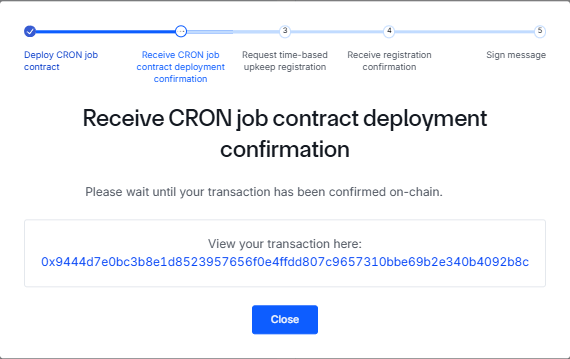 3
4
5
Deploy CRON job
contract
Receive CRON job
contract deployment
confirmation
Request time-based
upkeep registration
Receive registration
confirmation
Sign message
Receive CRON job contract deployment
confirmation
Please wait until your transaction has been confirmed on-chain.
View your transaction here:
0x9444d7e0bc3b8e1d8523957656f0e4ffdd807c9657310bbe69b2e340b4092b8c
Close